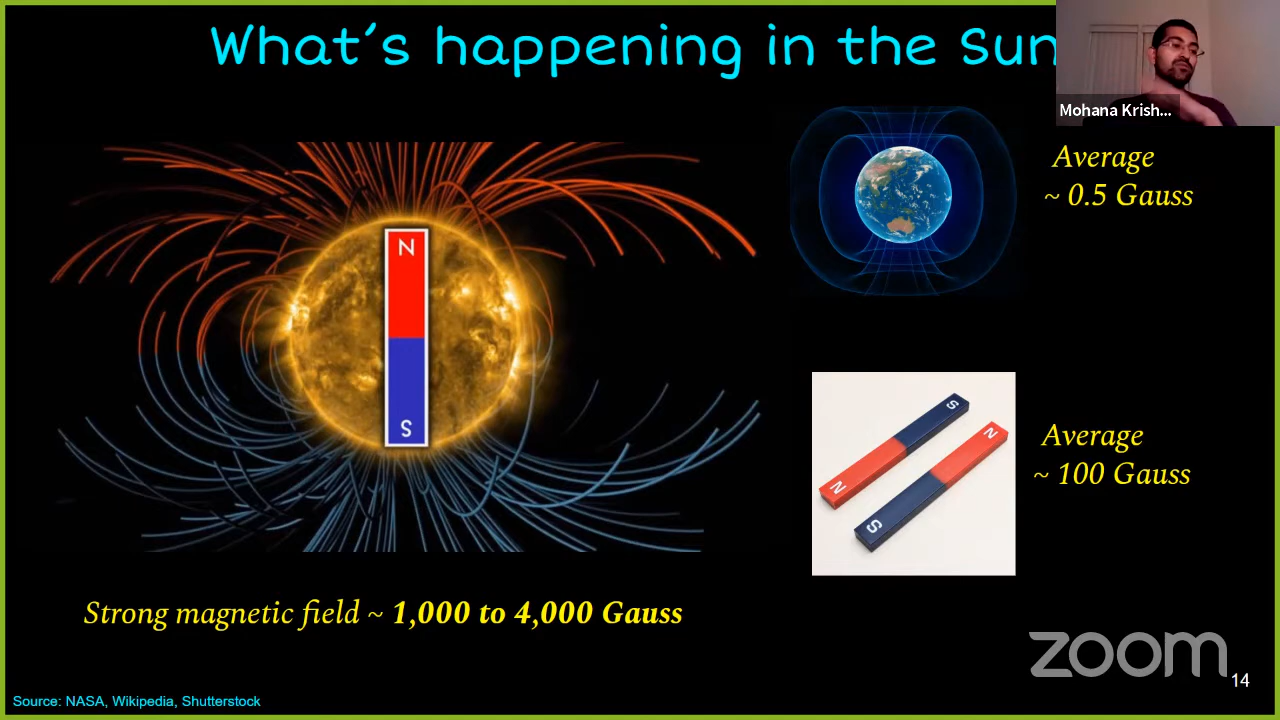 What's happening in the Sun
Mohana Krish...
Average
~ 0.5 Gauss
N
S
S
N
N
S
Average
~ 100 Gauss
Strong magnetic field ~ 1,000 to 4,000 Gauss
zoom
14
Source: NASA, Wikipedia, Shutterstock